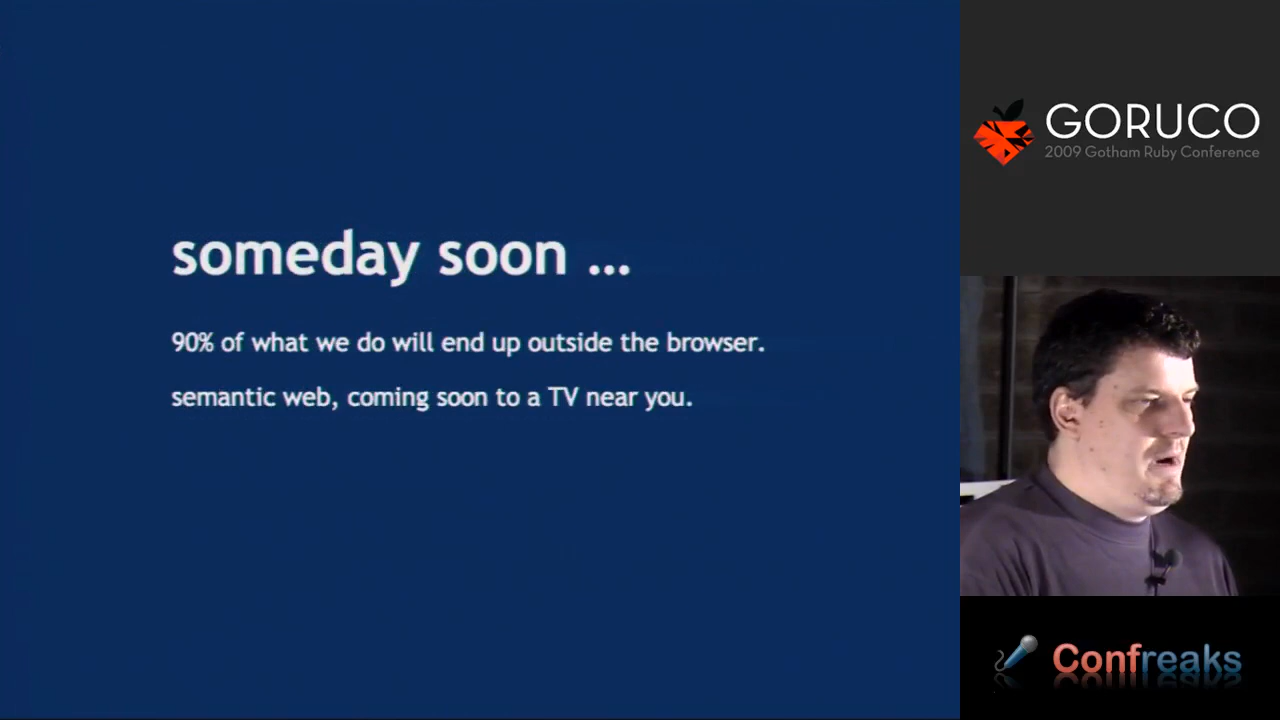 someday soon ...
90% of what we do will end up outside the browser.
semantic web, coming soon to a TV near you.
GORUCO
2009 Gotham Ruby Conference
Confreaks